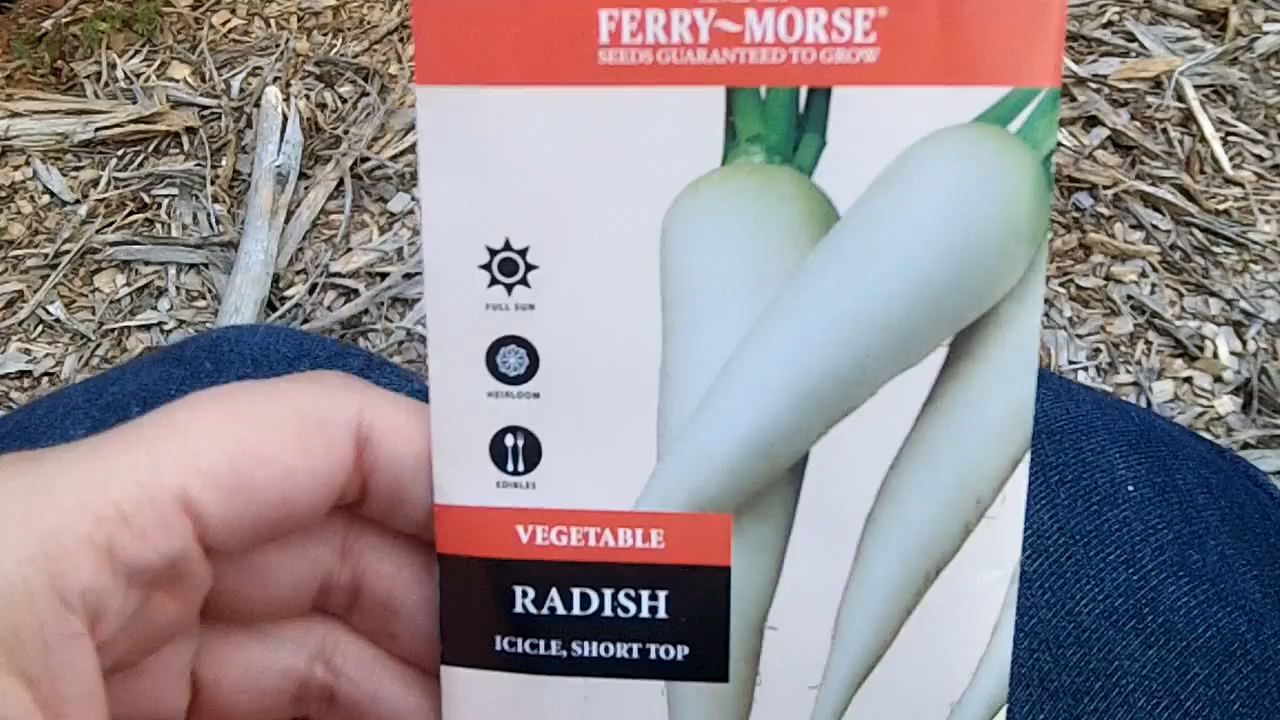 FERRY~MORSE®
SEEDS GUARANTEED TO GROW
FULL SUN
HEIRLOOM
EDIBLES
VEGETABLE
RADISH
ICICLE, SHORT TOP